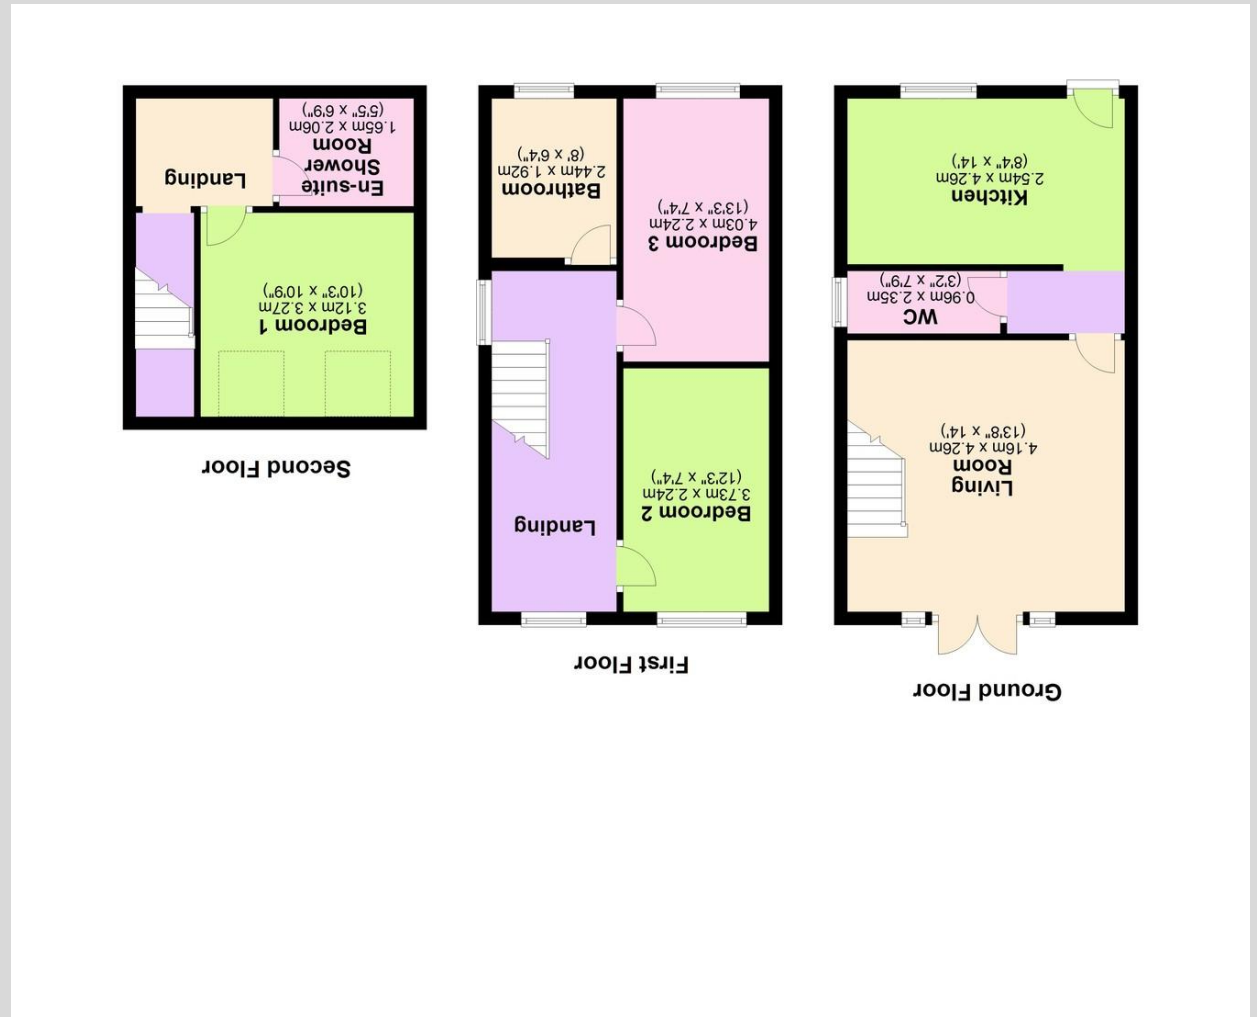 Ground Floor
Living
Room
4.16m x 4.26m
(13'8" x 14')
WC
0.96m x 2.35m
(3'2" x 7'9")
Kitchen
2.54m x 4.26m
(8'4" x 14')
First Floor
Landing
Bedroom 2
3.73m x 2.24m
(12'3" x 7'4")
Bedroom 3
4.03m x 2.24m
(13'3" x 7'4")
Bathroom
2.44m x 1.92m
(8' x 6'4")
Second Floor
Bedroom 1
3.12m x 3.27m
(10'3" x 10'9")
En-suite
Shower
Room
1.65m x 2.06m
(5'5" x 6'9")
Landing